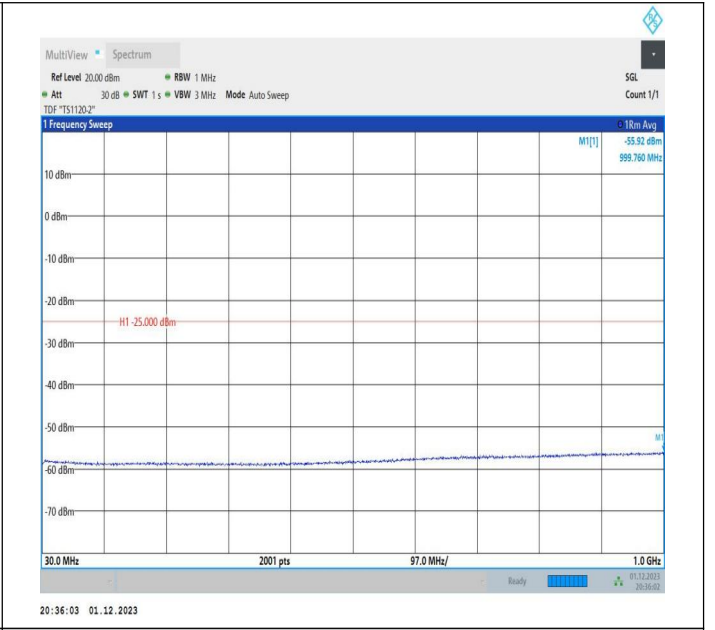 R S
MultiView Spectrum
Ref Level 20.00 dBm RBW 1 MHz SGL
Att 30 dB SWT 1 s VBW 3 MHz Mode Auto Sweep Count 1/1
TDF "TS1120-2"
1 Frequency Sweep 1Rm Avg
M1[1] -55.92 dBm
999.760 MHz
10 dBm
0 dBm
-10 dBm
-20 dBm
H1 -25.000 dBm
-30 dBm
-40 dBm
-50 dBm
M1
-60 dBm
-70 dBm
30.0 MHz 2001 pts 97.0 MHz/ 1.0 GHz
Ready 01.12.2023
20:36:02
20:36:03 01.12.2023